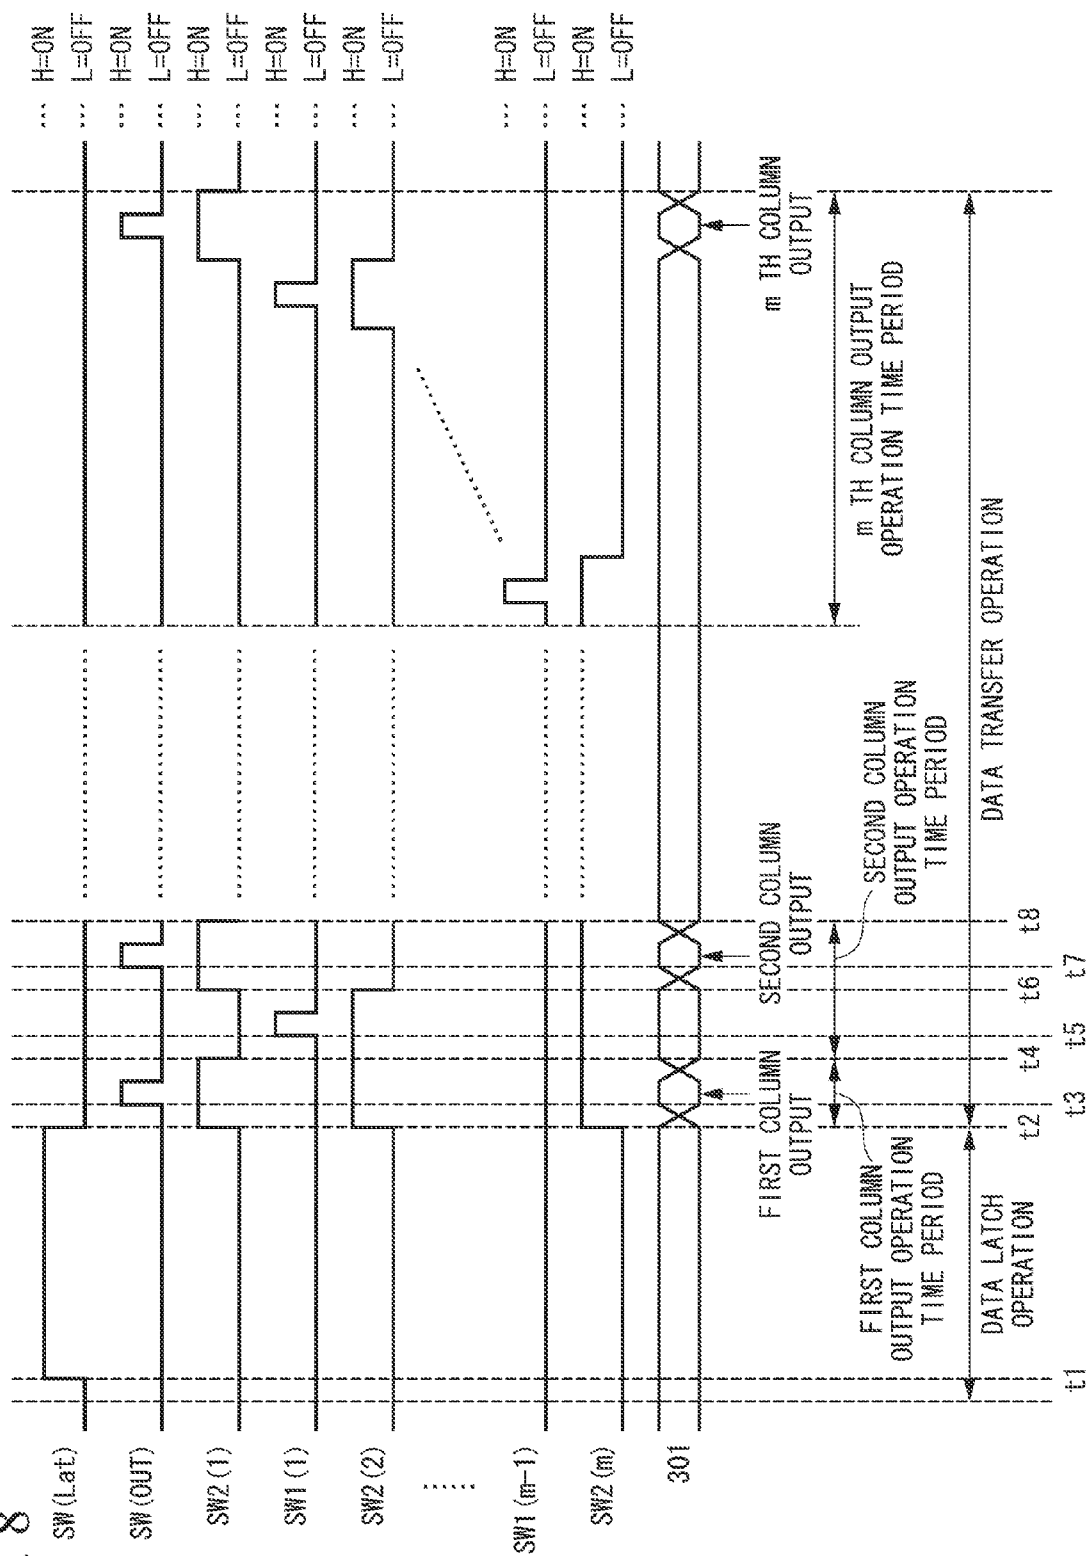 8
SW(Lat)
SW(OUT)
SW2(1)
SW1(1)
SW2(2)
SW1(m-1)
SW2(m)
301
H=ON
L=OFF
H=ON
L=OFF
H=ON
L=OFF
H=ON
L=OFF
H=ON
L=OFF
H=ON
L=OFF
H=ON
L=OFF
FIRST COLUMN
OUTPUT
SECOND COLUMN
OUTPUT
m TH COLUMN
OUTPUT
FIRST COLUMN
OUTPUT OPERATION
TIME PERIOD
SECOND COLUMN
OUTPUT OPERATION
TIME PERIOD
m TH COLUMN OUTPUT
OPERATION TIME PERIOD
DATA LATCH
OPERATION
DATA TRANSFER OPERATION
t1
t2
t3
t4
t5
t6
t7
t8